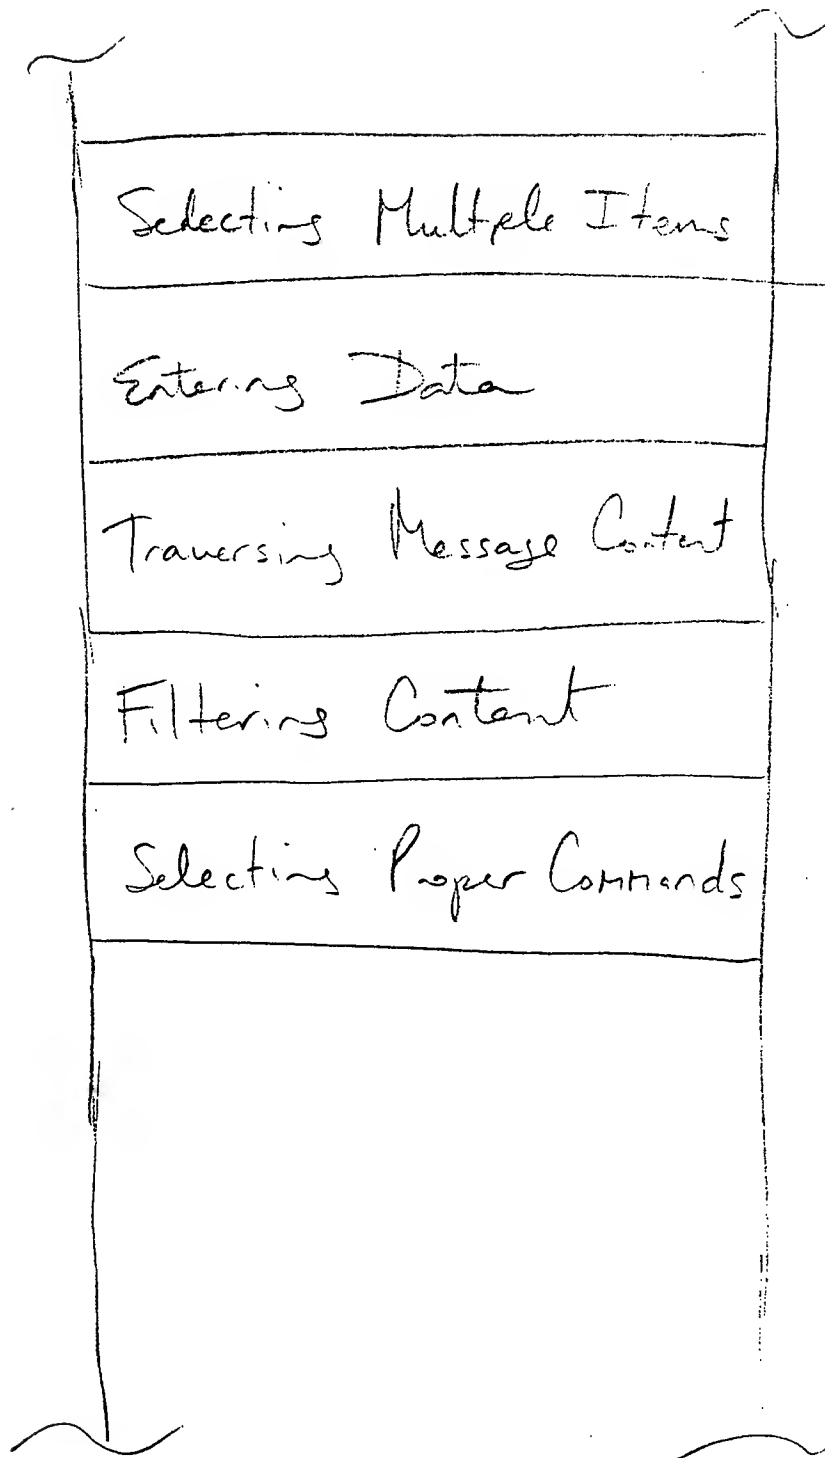 Selecting Multiple Items
Entering Data
Traversing Message Content
Filtering Content
Selecting Proper Commands